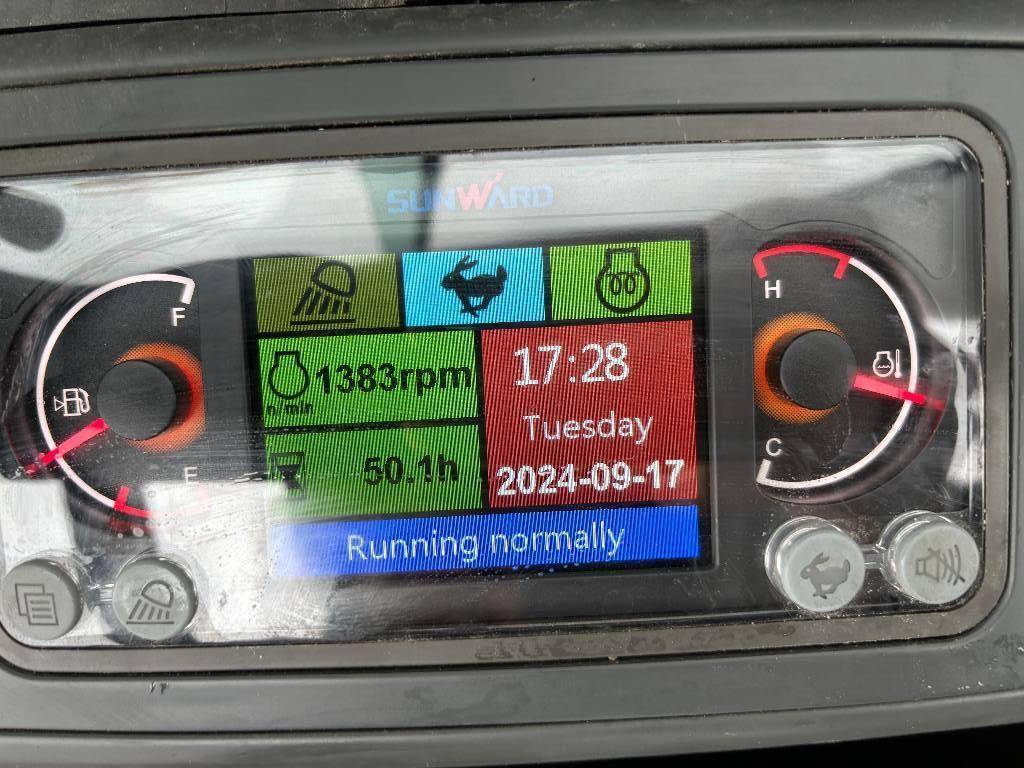 SUNWARD
F
E
1383rpm
n/min
50.1h
17:28
Tuesday
2024-09-17
Running normally
H
C